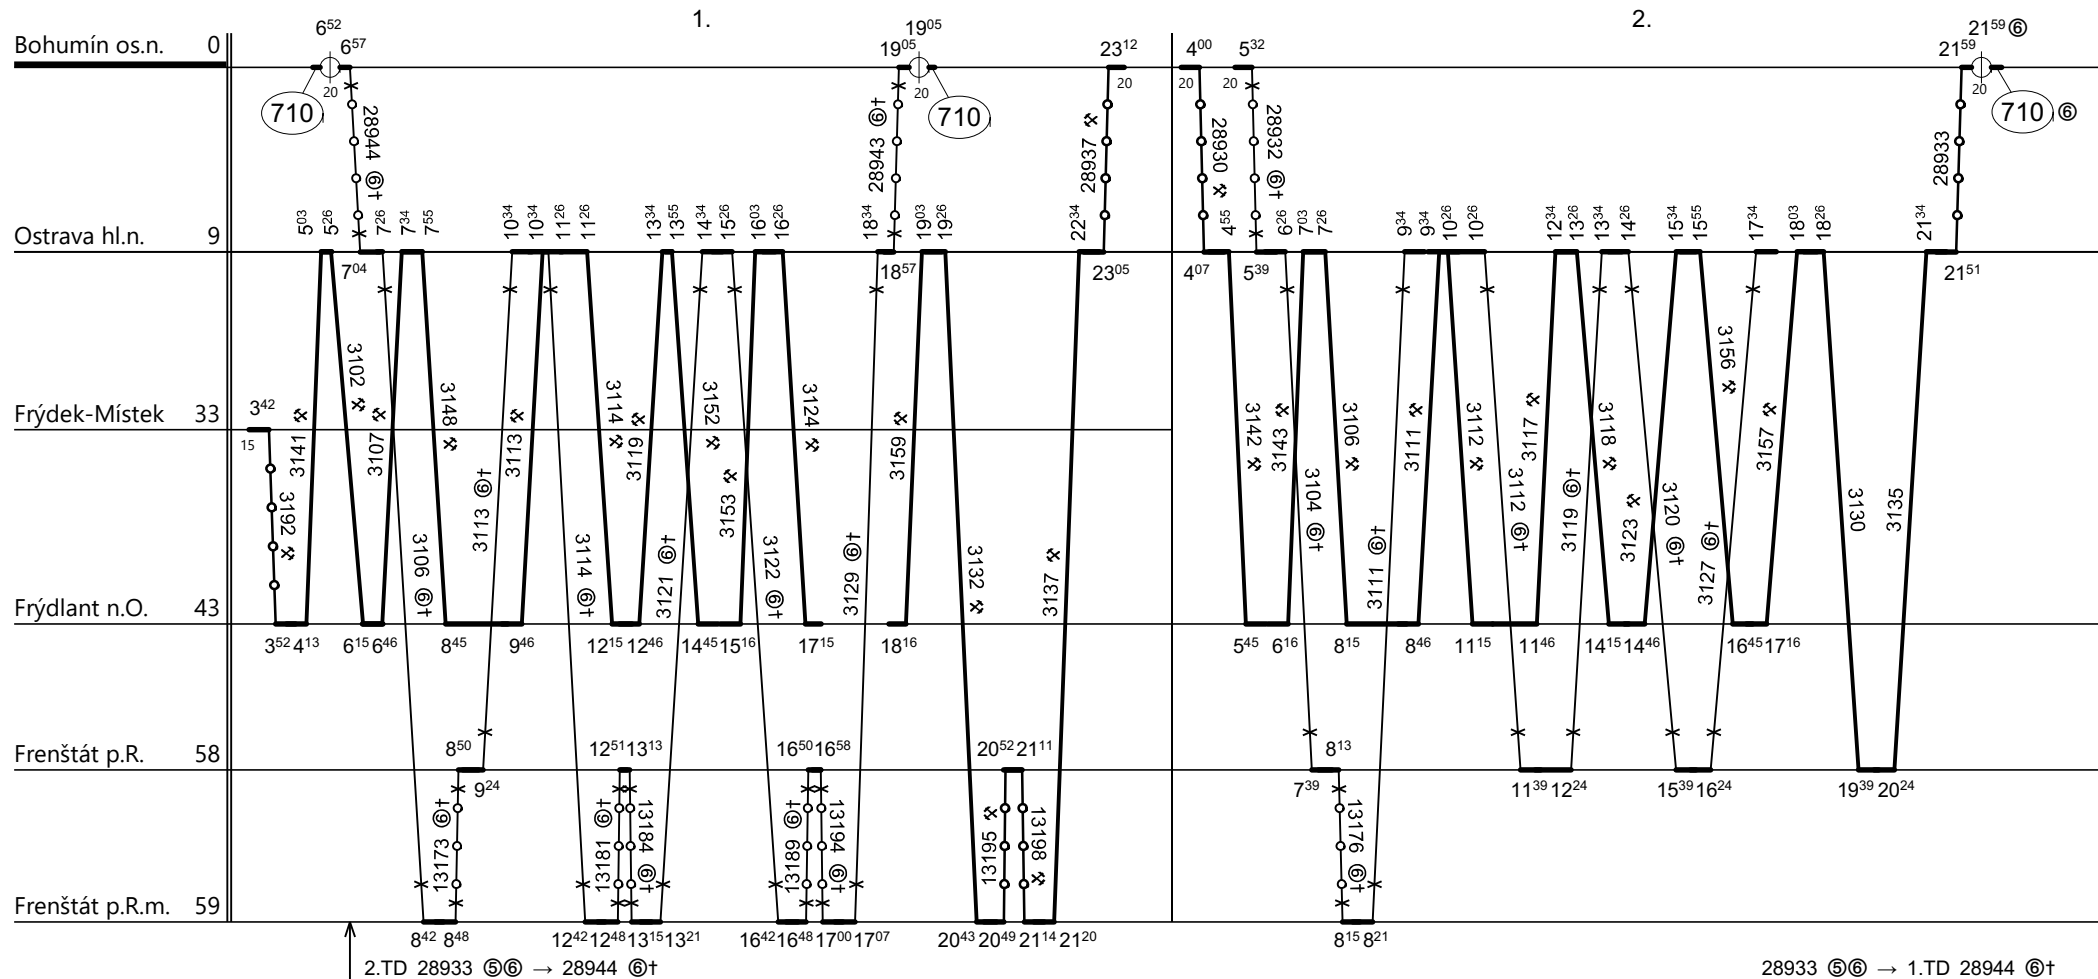 1. 2.
Bohumín os.n. 0
6⁵² 6⁵⁷ 19⁰⁵ 19⁰⁵ 23¹² 4⁰⁰ 5³² 21⁵⁹ 21⁵⁹ ⑥
20 20 20 20 20 20
710 710 710 ⑥
28944 ⑥† 28943 ⑥† 28937 ⚒ 28930 ⚒ 28932 ⑥† 28933
5⁰³ 5²⁶ 7²⁶ 7³⁴ 7⁵⁵ 10³⁴ 10³⁴ 11²⁶ 11²⁶ 13³⁴ 13⁵⁵ 14³⁴ 15²⁶ 16⁰³ 16²⁶ 18³⁴ 19⁰³ 19²⁶ 22³⁴ 4⁵⁵ 6²⁶ 7⁰³ 7²⁶ 9³⁴ 9³⁴ 10²⁶ 10²⁶ 12³⁴ 13²⁶ 13³⁴ 14²⁶ 15³⁴ 15⁵⁵ 17³⁴ 18⁰³ 18²⁶ 21³⁴
Ostrava hl.n. 9
7⁰⁴ 18⁵⁷ 23⁰⁵ 4⁰⁷ 5³⁹ 21⁵¹
Frýdek-Místek 33
3⁴²
15
3192 ⚒ 3141 ⚒ 3102 ⚒ 3107 ⚒ 3106 ⑥† 3148 ⚒ 3113 ⑥† 3113 ⚒ 3114 ⑥† 3114 ⚒ 3119 ⚒ 3121 ⑥† 3152 ⚒ 3153 ⚒ 3122 ⑥† 3124 ⚒ 3129 ⑥† 3159 ⚒ 3132 ⚒ 3137 ⚒
3142 ⚒ 3143 ⚒ 3104 ⑥† 3106 ⚒ 3111 ⑥† 3111 ⚒ 3112 ⚒ 3112 ⑥† 3117 ⚒ 3119 ⑥† 3118 ⚒ 3123 ⚒ 3120 ⑥† 3127 ⑥† 3156 ⚒ 3157 ⚒ 3130 3135
Frýdlant n.O. 43
3⁵² 4¹³ 6¹⁵ 6⁴⁶ 8⁴⁵ 9⁴⁶ 12¹⁵ 12⁴⁶ 14⁴⁵ 15¹⁶ 17¹⁵ 18¹⁶ 5⁴⁵ 6¹⁶ 8¹⁵ 8⁴⁶ 11¹⁵ 11⁴⁶ 14¹⁵ 14⁴⁶ 16⁴⁵ 17¹⁶
8⁵⁰ 12⁵¹ 13¹³ 16⁵⁰ 16⁵⁸ 20⁵² 21¹¹ 8¹³
Frenštát p.R. 58
9²⁴ 7³⁹ 11³⁹ 12²⁴ 15³⁹ 16²⁴ 19³⁹ 20²⁴
13173 ⑥† 13181 ⑥† 13184 ⑥† 13189 ⑥† 13194 ⑥† 13195 ⚒ 13198 ⚒ 13176 ⑥†
Frenštát p.R.m. 59
8⁴² 8⁴⁸ 12⁴² 12⁴⁸ 13¹⁵ 13²¹ 16⁴² 16⁴⁸ 17⁰⁰ 17⁰⁷ 20⁴³ 20⁴⁹ 21¹⁴ 21²⁰ 8¹⁵ 8²¹
2.TD 28933 ⑤⑥ → 28944 ⑥†
28933 ⑤⑥ → 1.TD 28944 ⑥†